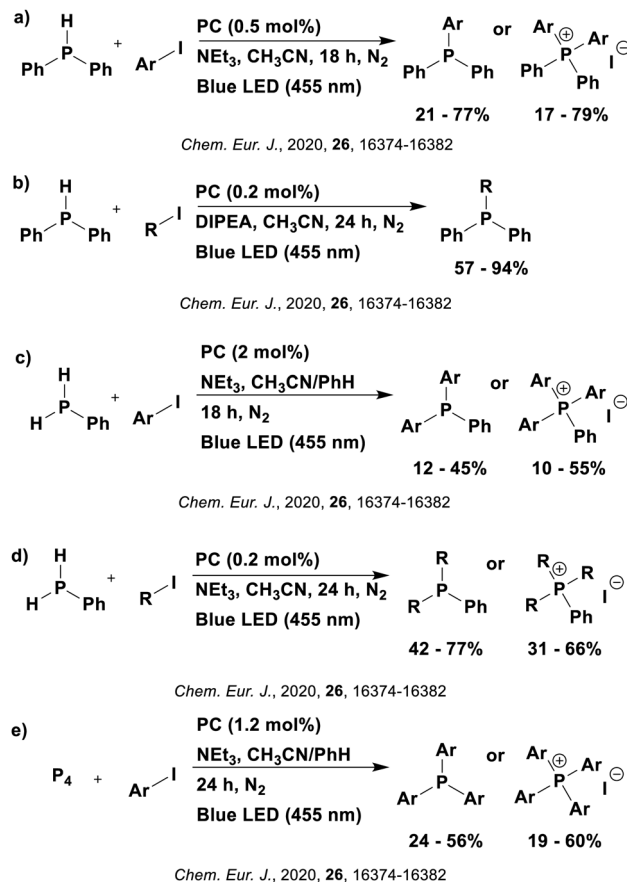 a)
H
P
Ph Ph
+
Ar I
PC (0.5 mol%)
NEt3, CH3CN, 18 h, N2
Blue LED (455 nm)
Ar
P
Ph Ph
or
Ar ⊕ Ar
P
Ph Ph
I ⊖
21 - 77% 17 - 79%
Chem. Eur. J., 2020, 26, 16374-16382
b)
H
P
Ph Ph
+
R I
PC (0.2 mol%)
DIPEA, CH3CN, 24 h, N2
Blue LED (455 nm)
R
P
Ph Ph
57 - 94%
Chem. Eur. J., 2020, 26, 16374-16382
c)
H
P
H Ph
+
Ar I
PC (2 mol%)
NEt3, CH3CN/PhH
18 h, N2
Blue LED (455 nm)
Ar
P
Ar Ph
or
Ar ⊕ Ar
P
Ar Ph
I ⊖
12 - 45% 10 - 55%
Chem. Eur. J., 2020, 26, 16374-16382
d)
H
P
H Ph
+
R I
PC (0.2 mol%)
NEt3, CH3CN, 24 h, N2
Blue LED (455 nm)
R
P
R Ph
or
R ⊕ R
P
R Ph
I ⊖
42 - 77% 31 - 66%
Chem. Eur. J., 2020, 26, 16374-16382
e)
P4 + Ar I
PC (1.2 mol%)
NEt3, CH3CN/PhH
24 h, N2
Blue LED (455 nm)
Ar
P
Ar Ar
or
Ar ⊕ Ar
P
Ar Ar
I ⊖
24 - 56% 19 - 60%
Chem. Eur. J., 2020, 26, 16374-16382